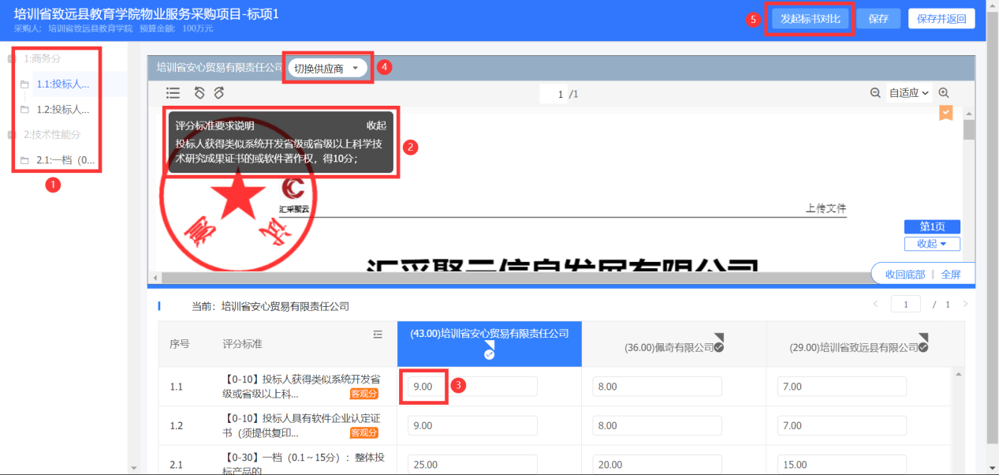 培训省致远县教育学院物业服务采购项目-标项1
采购人: 培训省致远县教育学院 预算金额: 100万元
5
发起标书对比
保存
保存并返回
1:商务分
1.1:投标人...
1.2:投标人...
2:技术性能分
2.1:一档（0...
1
培训省安心贸易有限责任公司
切换供应商
4
1 /1
自适应
评分标准要求说明
收起
投标人获得类似系统开发省级或省级以上科学技
术研究成果证书的或软件著作权，得10分;
2
汇采聚云
上传文件
第1页
收起
汇采聚云信息发展有限公司
收回底部 | 全屏
当前: 培训省安心贸易有限责任公司
< 1 / 1 >
序号
评分标准
(43.00)培训省安心贸易有限责任公司
(36.00)佩奇有限公司
(29.00)培训省致远县有限公司
1.1
【0-10】投标人获得类似系统开发省
级或省级以上科...
客观分
9.00
3
8.00
7.00
1.2
【0-10】投标人具有软件企业认定证
书（须提供复印...
客观分
9.00
8.00
7.00
2.1
【0-30】一档（0.1～15分）：整体投
标产品的
25.00
20.00
15.00